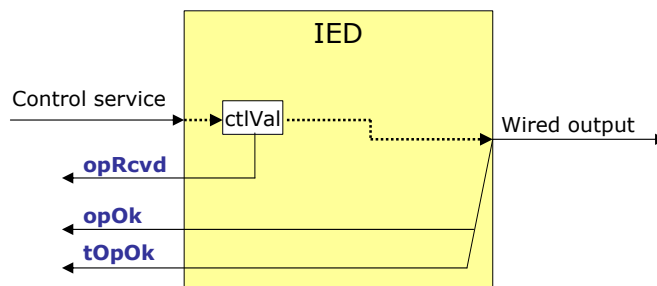 IED
Control service
ctlVal
Wired output
opRcvd
opOk
tOpOk